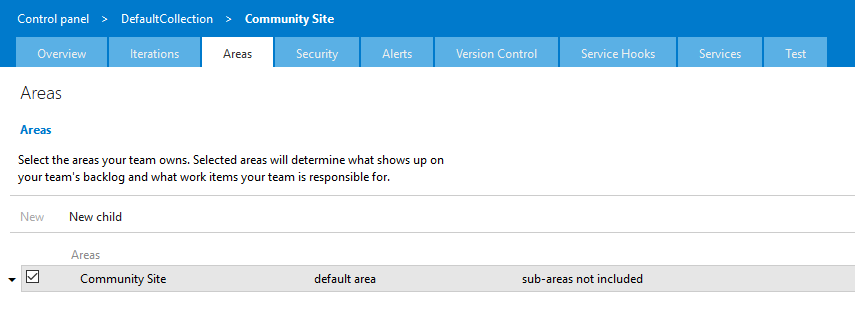 Control panel > DefaultCollection > Community Site
Overview Iterations Areas Security Alerts Version Control Service Hooks Services Test
Areas
Areas
Select the areas your team owns. Selected areas will determine what shows up on
your team's backlog and what work items your team is responsible for.
New New child
Areas
Community Site default area sub-areas not included